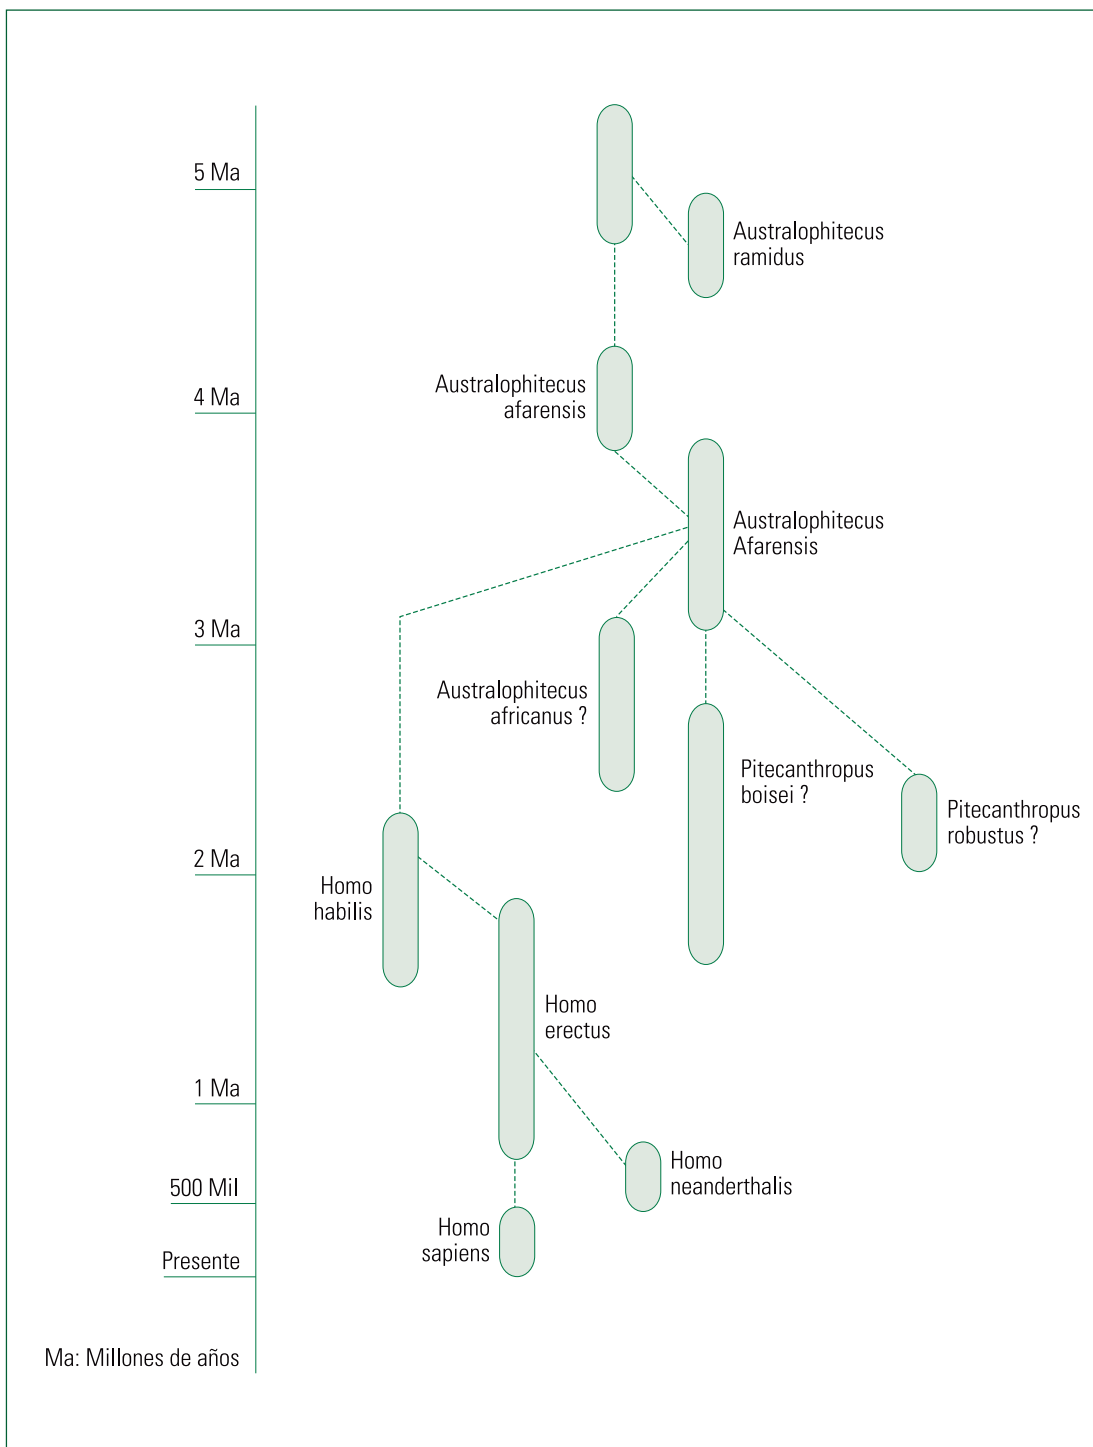 5 Ma
Australophitecus
ramidus
Australophitecus
afarensis
4 Ma
Australophitecus
Afarensis
3 Ma
Australophitecus
africanus ?
Pitecanthropus
boisei ?
Pitecanthropus
robustus ?
2 Ma
Homo
habilis
Homo
erectus
1 Ma
Homo
neanderthalis
500 Mil
Homo
sapiens
Presente
Ma: Millones de años